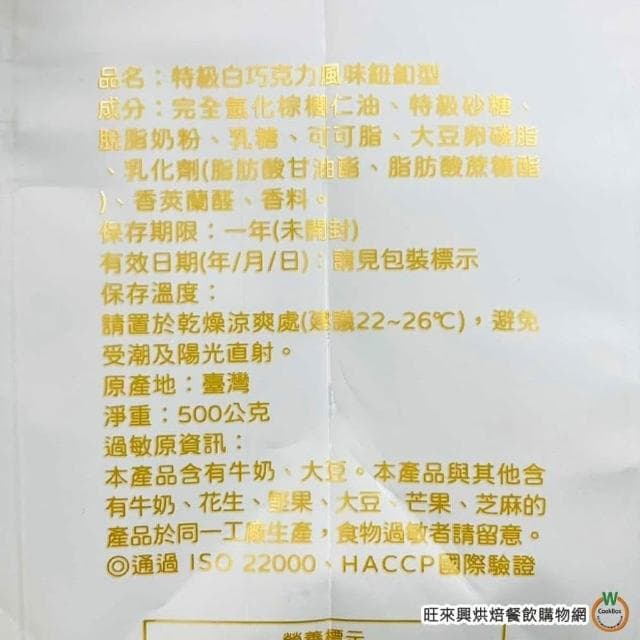 品名：特級白巧克力風味鈕釦型
成分：完全氫化棕櫚仁油、特級砂糖、
脫脂奶粉、乳糖、可可脂、大豆卵磷脂
、乳化劑(脂肪酸甘油酯、脂肪酸蔗糖酯
)、香莢蘭醛、香料。
保存期限：一年(未開封)
有效日期(年/月/日)：請見包裝標示
保存溫度：
請置於乾燥涼爽處(建議22~26℃)，避免
受潮及陽光直射。
原產地：臺灣
淨重：500公克
過敏原資訊：
本產品含有牛奶、大豆。本產品與其他含
有牛奶、花生、堅果、大豆、芒果、芝麻的
產品於同一工廠生產，食物過敏者請留意。
◎通過 ISO 22000、HACCP國際驗證
營養標示
W
CookBox
旺來興烘焙餐飲購物網